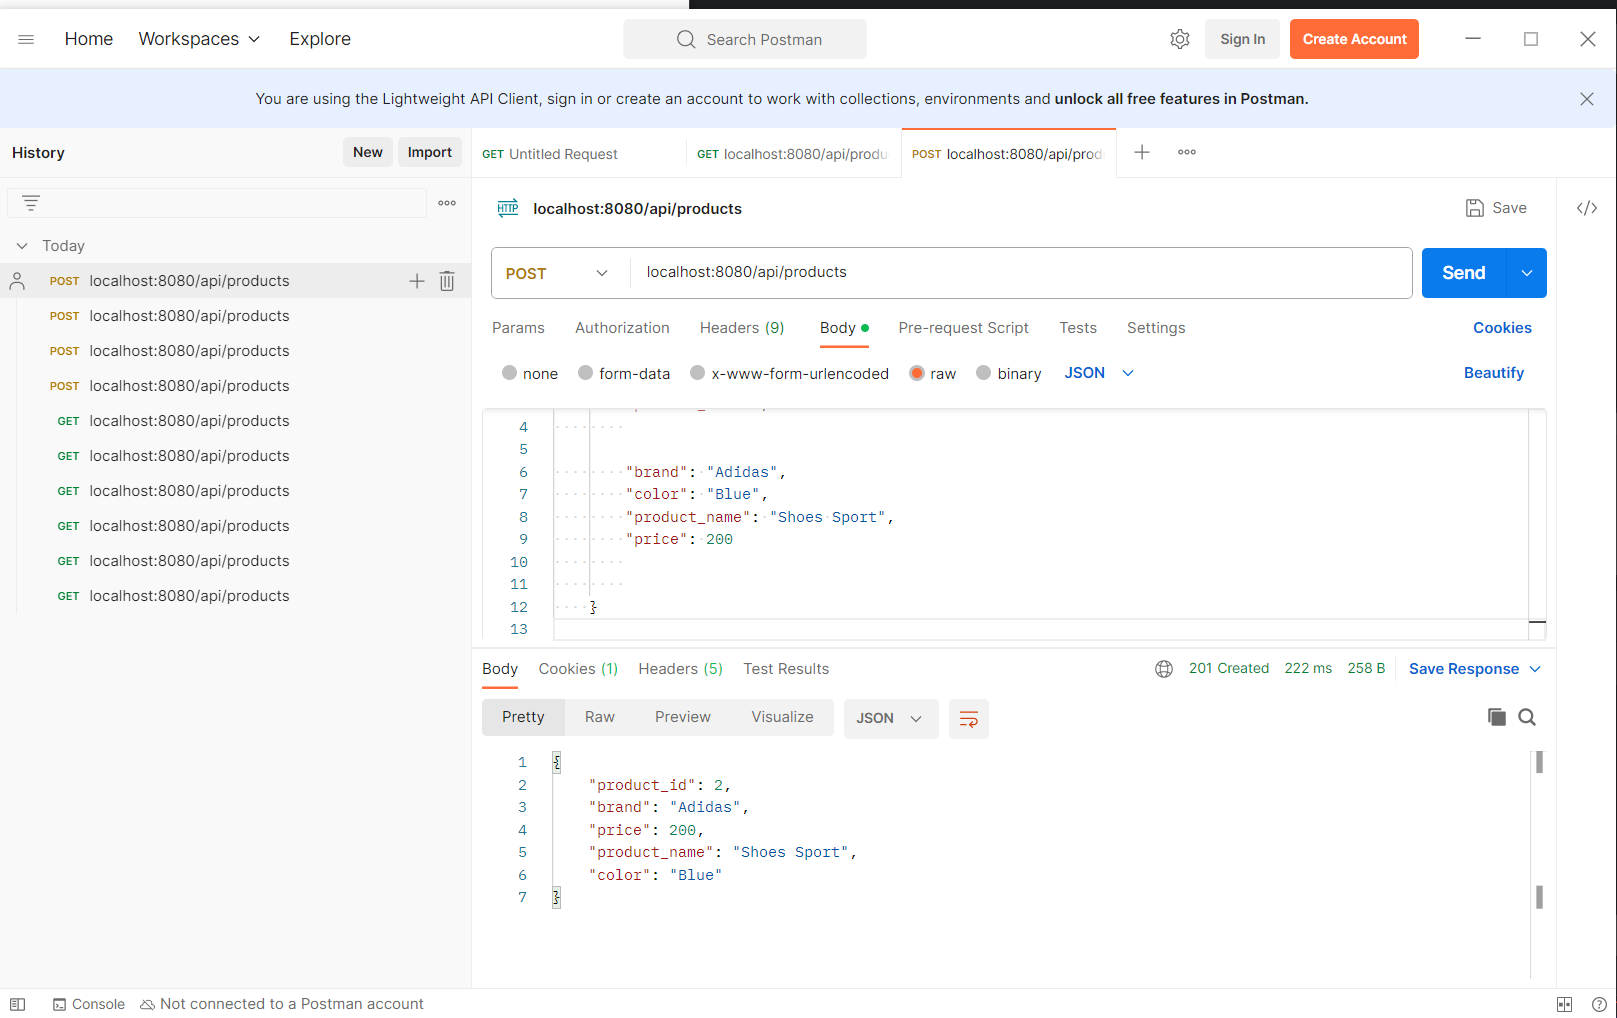 Home Workspaces Explore Search Postman Sign In Create Account
You are using the Lightweight API Client, sign in or create an account to work with collections, environments and unlock all free features in Postman.
History New Import
GET Untitled Request GET localhost:8080/api/produ POST localhost:8080/api/prod
HTTP localhost:8080/api/products Save
Today
POST localhost:8080/api/products
POST localhost:8080/api/products
POST localhost:8080/api/products
POST localhost:8080/api/products
GET localhost:8080/api/products
GET localhost:8080/api/products
GET localhost:8080/api/products
GET localhost:8080/api/products
GET localhost:8080/api/products
GET localhost:8080/api/products
POST localhost:8080/api/products Send
Params Authorization Headers (9) Body Pre-request Script Tests Settings Cookies
none form-data x-www-form-urlencoded raw binary JSON Beautify
4
5
6 "brand": "Adidas",
7 "color": "Blue",
8 "product_name": "Shoes Sport",
9 "price": 200
10
11
12 }
13
Body Cookies (1) Headers (5) Test Results 201 Created 222 ms 258 B Save Response
Pretty Raw Preview Visualize JSON
1 {
2 "product_id": 2,
3 "brand": "Adidas",
4 "price": 200,
5 "product_name": "Shoes Sport",
6 "color": "Blue"
7 }
Console Not connected to a Postman account